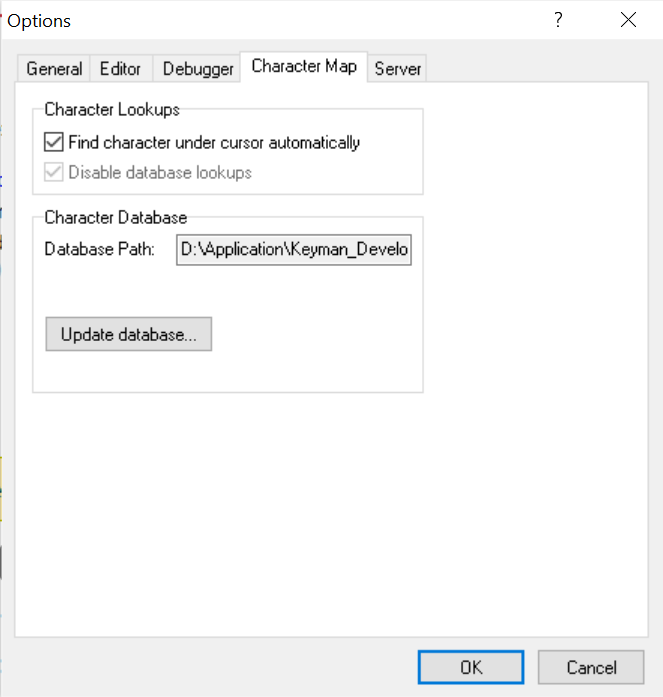 Options
?
General Editor Debugger Character Map Server
Character Lookups
Find character under cursor automatically
Disable database lookups
Character Database
Database Path: D:\Application\Keyman_Develo
Update database...
OK Cancel